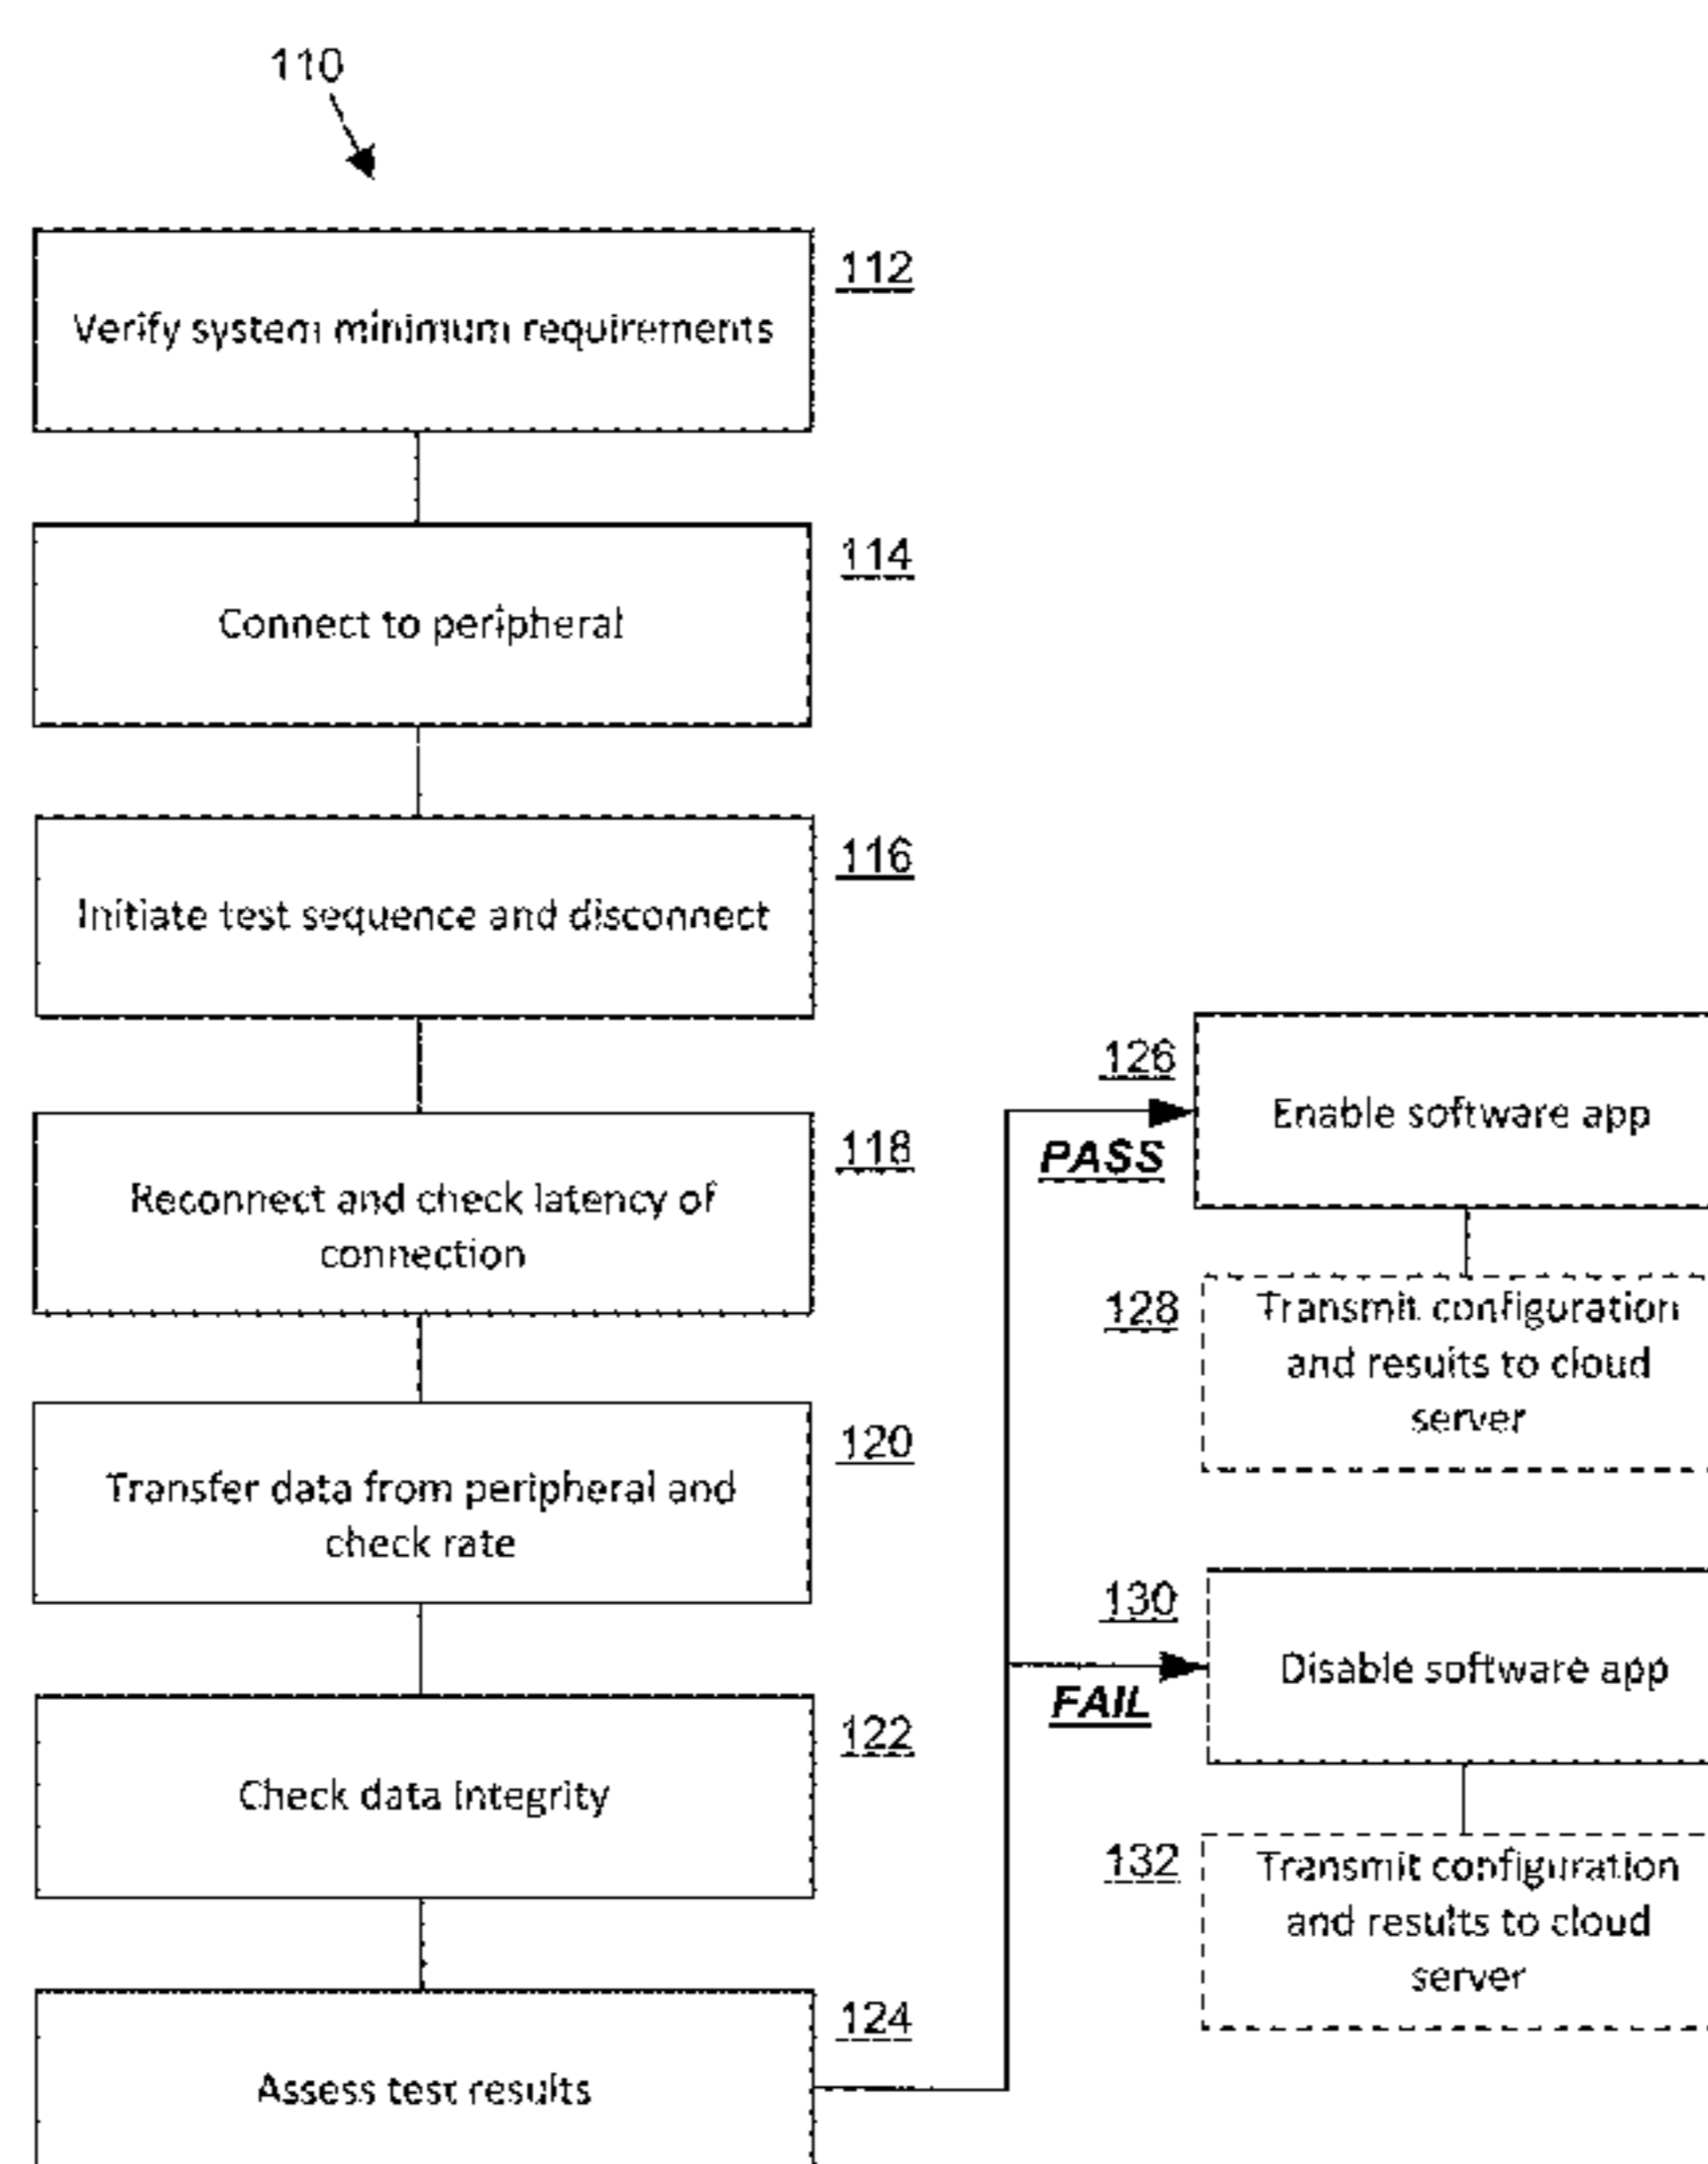 110
112
Verify system minimum requirements
114
Connect to peripheral
116
Initiate test sequence and disconnect
118
Reconnect and check latency of
connection
120
Transfer data from peripheral and
check rate
122
Check data integrity
124
Assess test results
126
Enable software app
PASS
128
Transmit configuration
and results to cloud
server
130
Disable software app
FAIL
132
Transmit configuration
and results to cloud
server